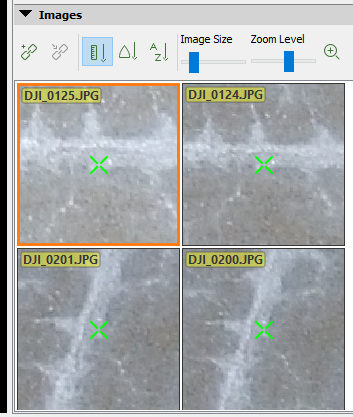 Images
Image Size Zoom Level
A
Z
DJI_0125.JPG DJI_0124.JPG
DJI_0201.JPG DJI_0200.JPG